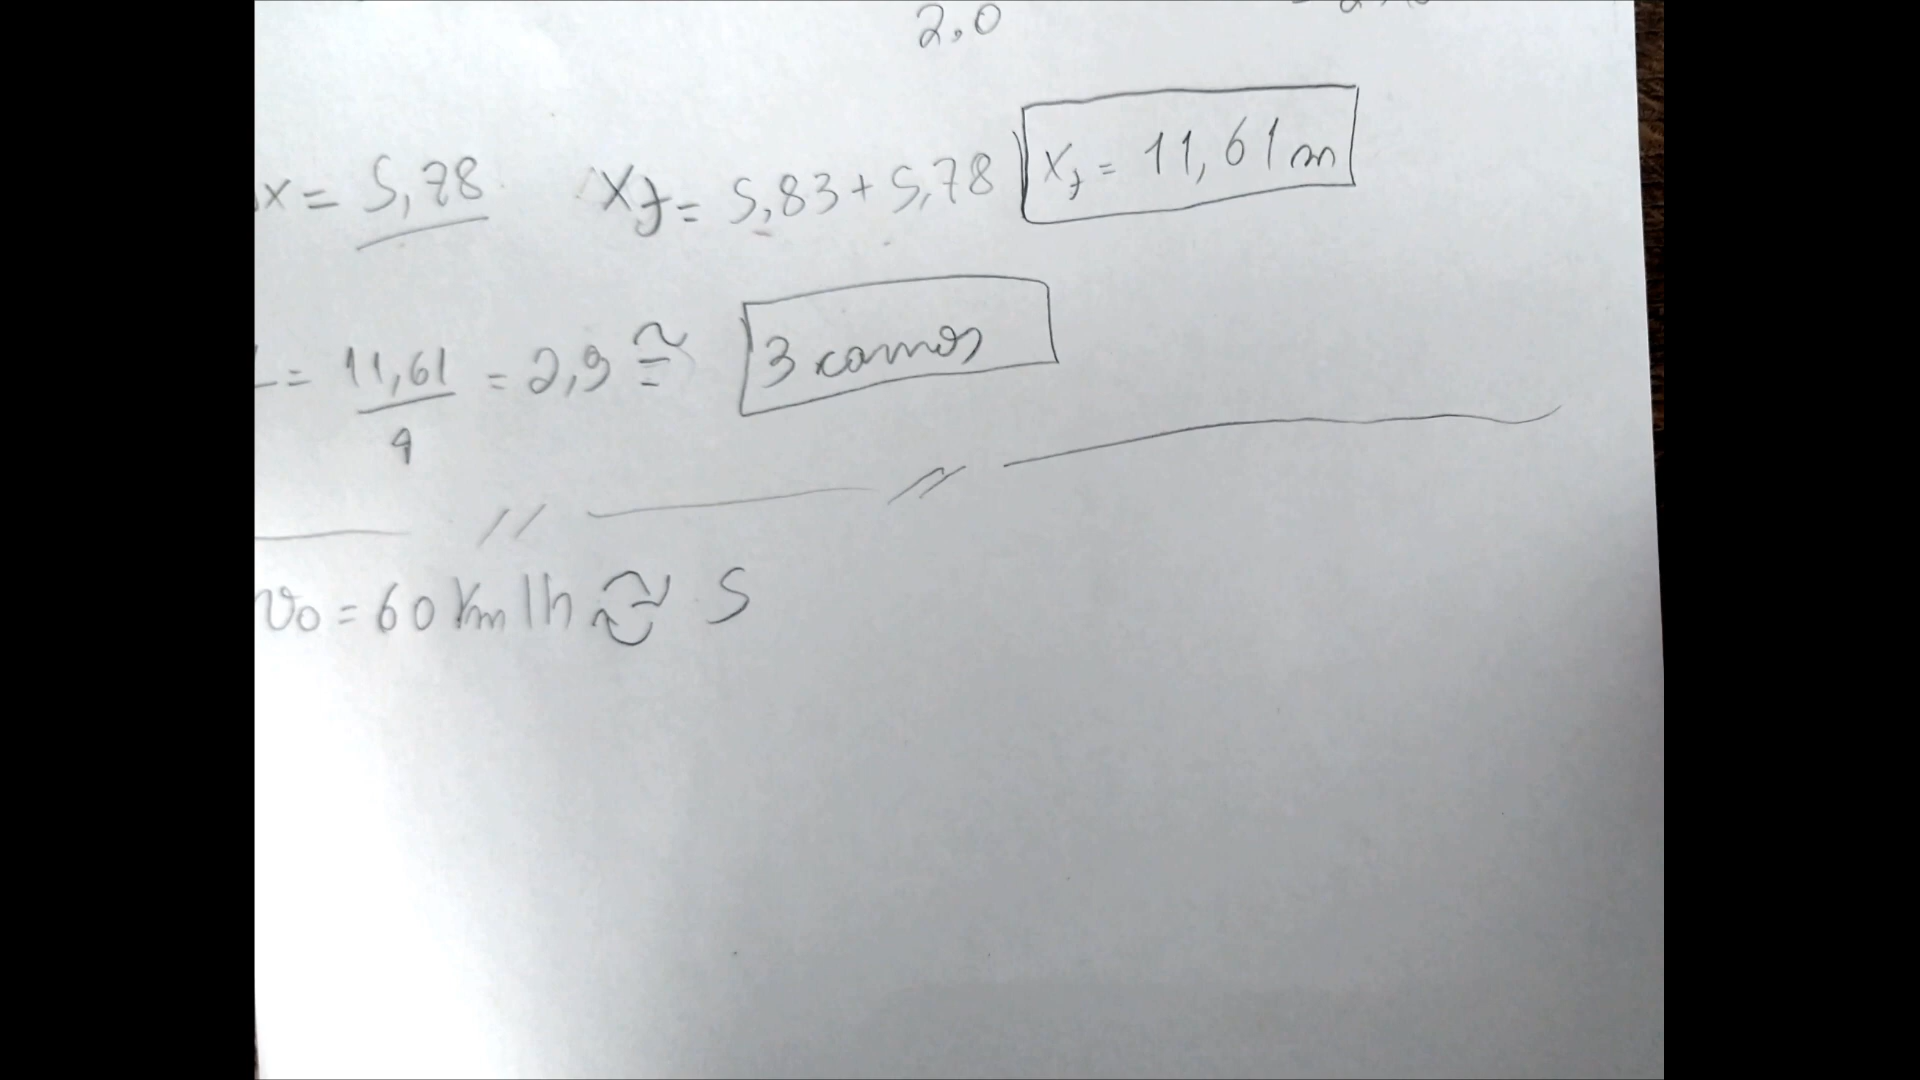 2,0
x = 5,78 xf = 5,83 + 5,78 xf = 11,61 m
= 11,61 = 2,9 ≅ 3 carros
4
v0 = 60 Km/h ≅ 5